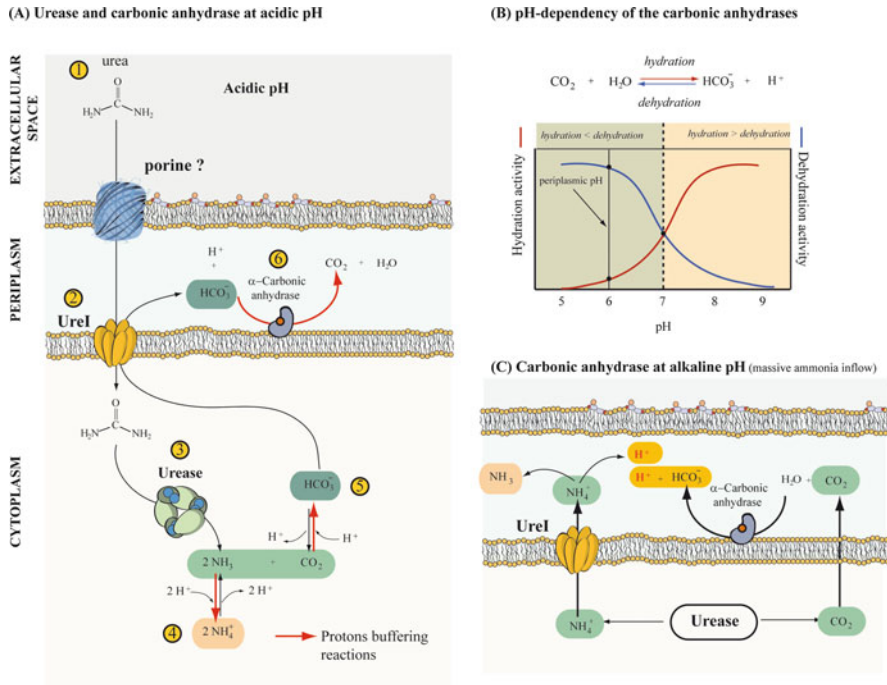 (A) Urease and carbonic anhydrase at acidic pH
EXTRACELLULAR
SPACE
1
urea
O
C
H₂N NH₂
Acidic pH
porine ?
PERIPLASM
H⁺
+
HCO₃⁻
6
α−Carbonic
anhydrase
CO₂ + H₂O
2
UreI
CYTOPLASM
O
C
H₂N NH₂
3
Urease
HCO₃⁻
5
H⁺ H⁺
2 NH₃ + CO₂
2 H⁺ 2 H⁺
4
2 NH₄⁺
Protons buffering
reactions
(B) pH-dependency of the carbonic anhydrases
hydration
CO₂ + H₂O HCO₃⁻ + H⁺
dehydration
hydration < dehydration
hydration > dehydration
Hydration activity
periplasmic pH
Dehydration activity
5 6 7 8 9
pH
(C) Carbonic anhydrase at alkaline pH (massive ammonia inflow)
H⁺
NH₃
NH₄⁺
H⁺ + HCO₃⁻
α−Carbonic
anhydrase
H₂O +
CO₂
UreI
NH₄⁺
Urease
CO₂